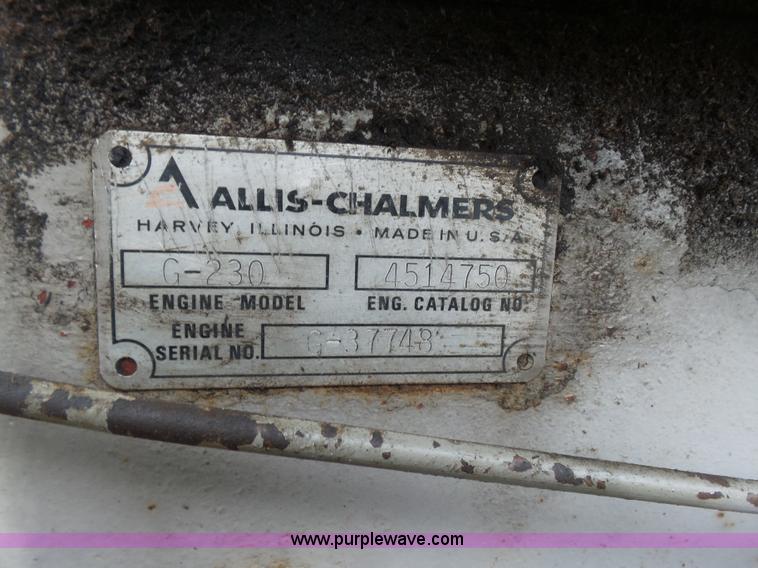 ALLIS-CHALMERS
HARVEY, ILLINOIS • MADE IN U.S.A.
G-230 4514750
ENGINE MODEL ENG. CATALOG NO.
ENGINE
SERIAL NO. G-37748
www.purplewave.com